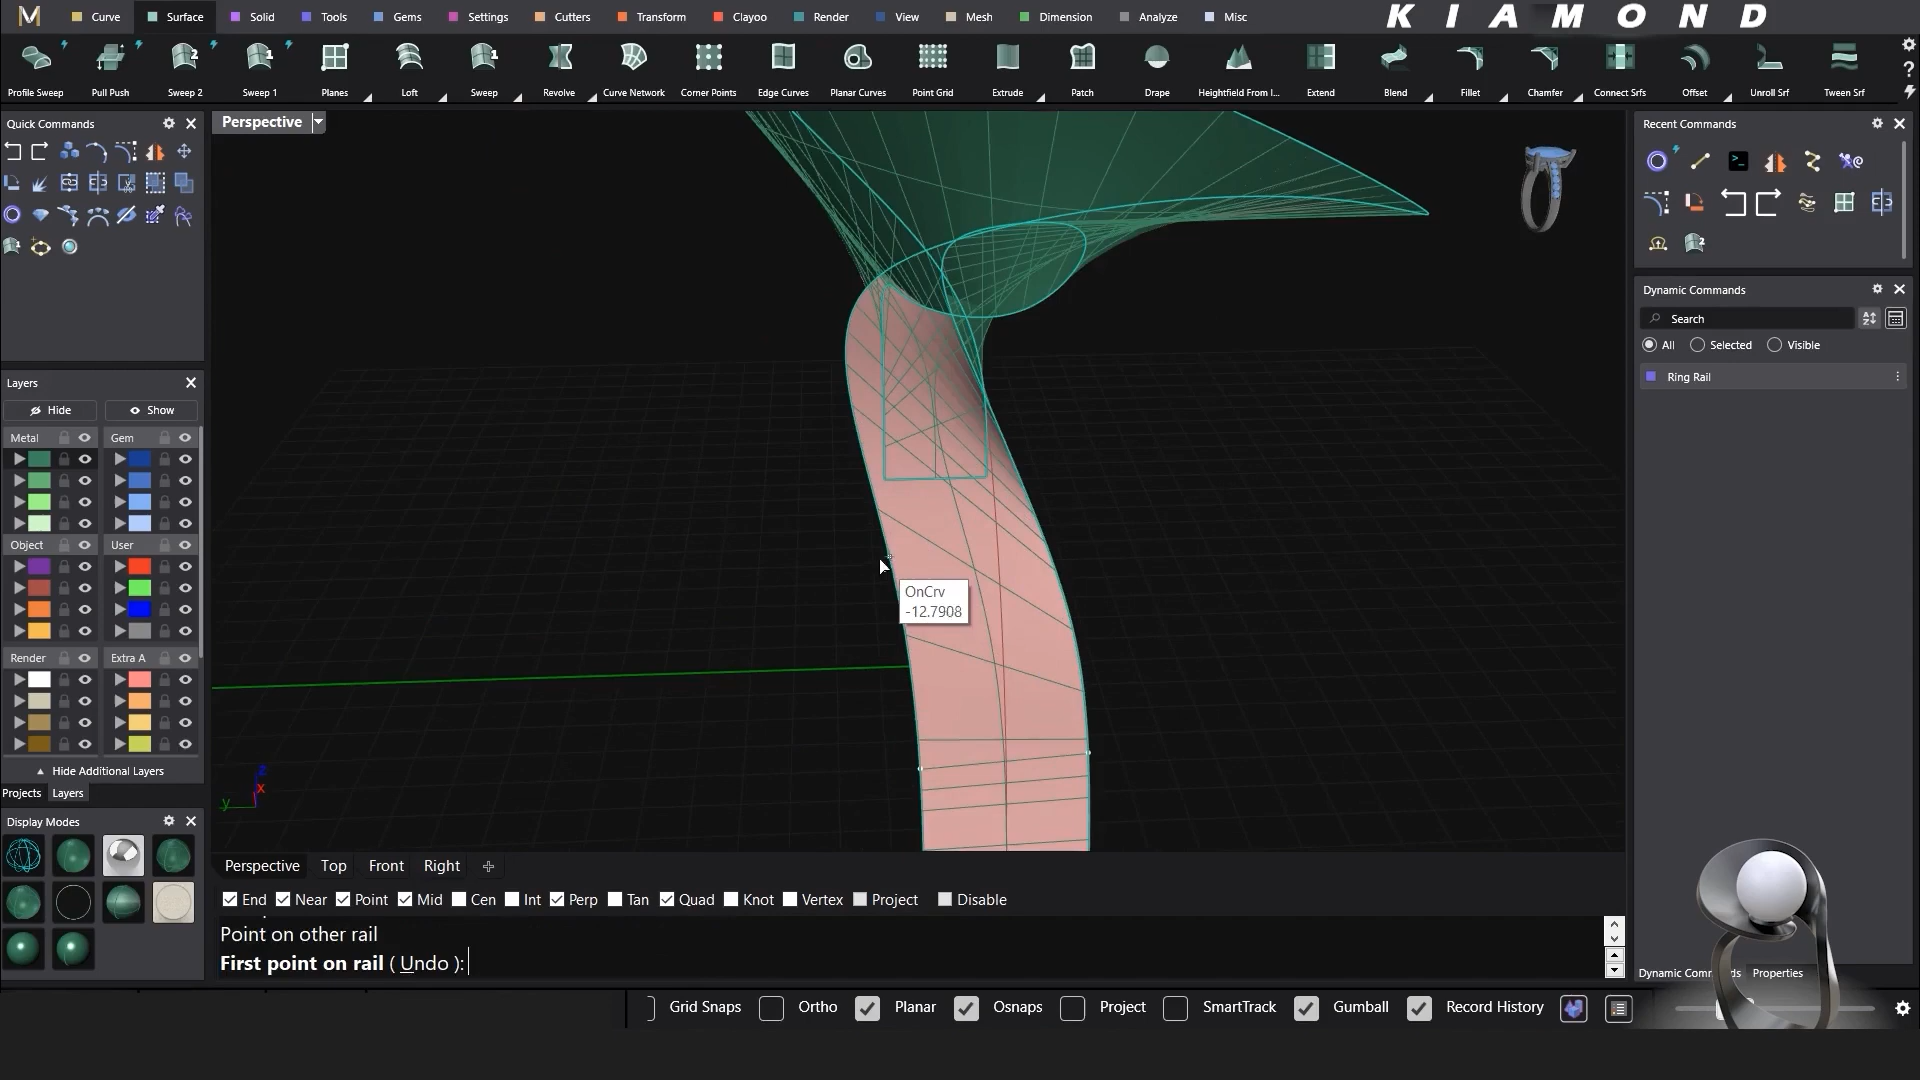 Curve Surface Solid Tools Gems Settings Cutters Transform Clayoo Render View Mesh Dimension Analyze Misc
K I A M O N D
Profile Sweep Pull Push Sweep 2 Sweep 1 Planes Loft Sweep Revolve Curve Network Corner Points Edge Curves Planar Curves Point Grid Extrude Patch Drape Heightfield From I... Extend Blend Fillet Chamfer Connect Srfs Offset Unroll Srf Tween Srf
Quick Commands
Perspective
Recent Commands
Dynamic Commands
Search
All Selected Visible
Ring Rail
Layers
Hide Show
Metal Gem
Object User
Render Extra A
Hide Additional Layers
Projects Layers
Display Modes
OnCrv
-12.7908
z
x
y
Perspective Top Front Right
End Near Point Mid Cen Int Perp Tan Quad Knot Vertex Project Disable
Point on other rail
First point on rail ( Undo ):
Dynamic Comm Properties
Grid Snaps Ortho Planar Osnaps Project SmartTrack Gumball Record History